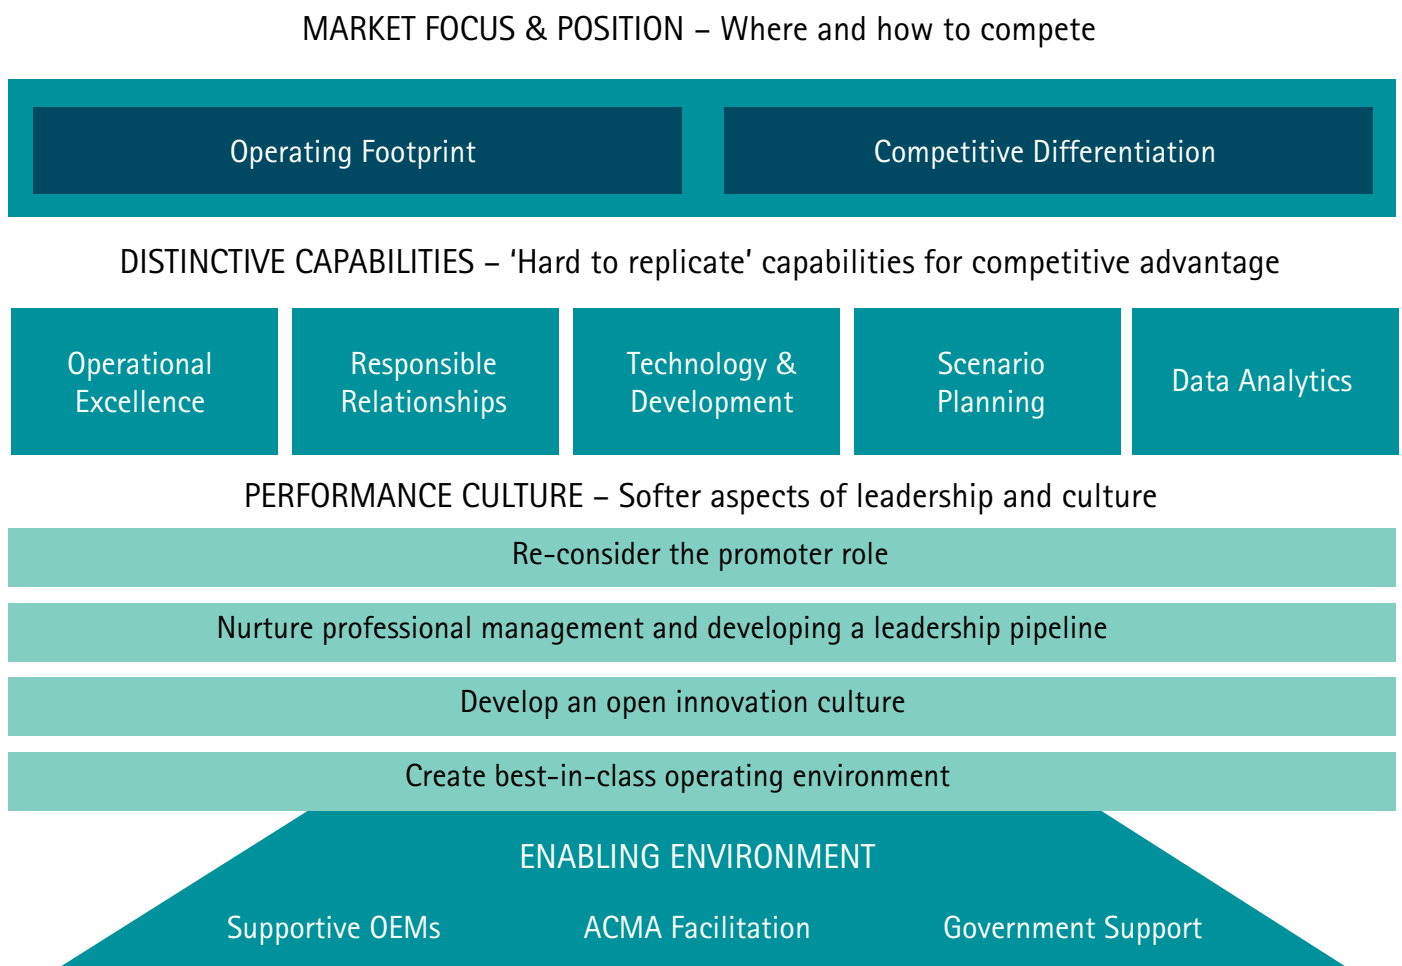 MARKET FOCUS & POSITION – Where and how to compete
Operating Footprint
Competitive Differentiation
DISTINCTIVE CAPABILITIES – ‘Hard to replicate’ capabilities for competitive advantage
Operational
Excellence
Responsible
Relationships
Technology &
Development
Scenario
Planning
Data Analytics
PERFORMANCE CULTURE – Softer aspects of leadership and culture
Re-consider the promoter role
Nurture professional management and developing a leadership pipeline
Develop an open innovation culture
Create best-in-class operating environment
ENABLING ENVIRONMENT
Supportive OEMs
ACMA Facilitation
Government Support